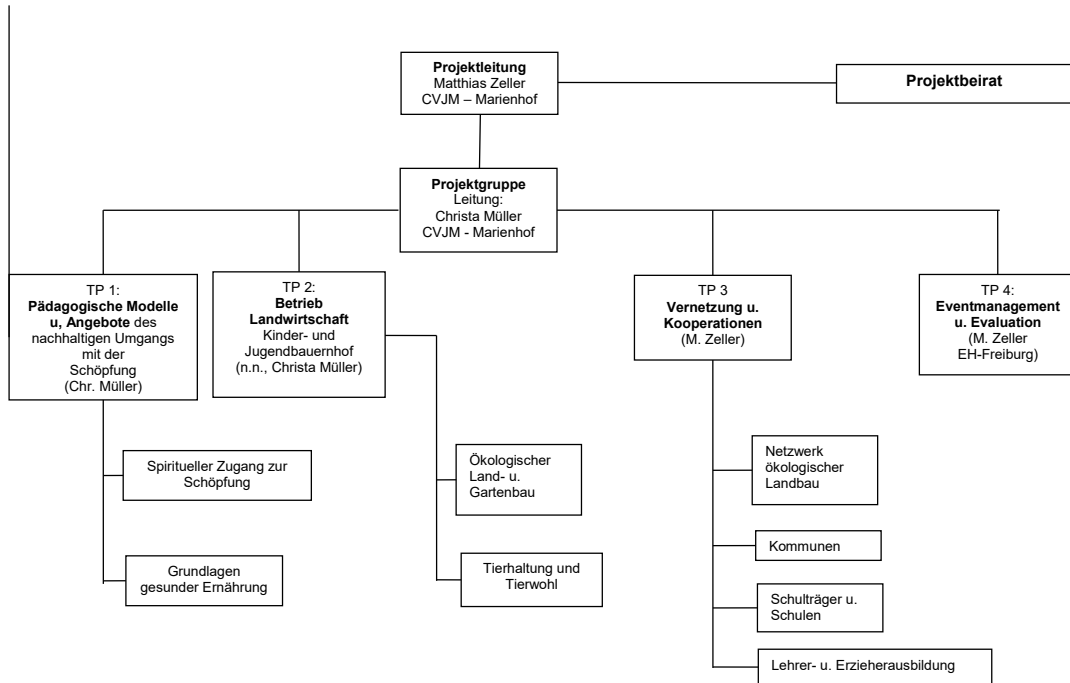 Projektleitung
Matthias Zeller
CVJM – Marienhof
Projektbeirat
Projektgruppe
Leitung:
Christa Müller
CVJM - Marienhof
TP 1:
Pädagogische Modelle
u, Angebote des
nachhaltigen Umgangs
mit der
Schöpfung
(Chr. Müller)
TP 2:
Betrieb
Landwirtschaft
Kinder- und
Jugendbauernhof
(n.n., Christa Müller)
TP 3
Vernetzung u.
Kooperationen
(M. Zeller)
TP 4:
Eventmanagement
u. Evaluation
(M. Zeller
EH-Freiburg)
Spiritueller Zugang zur
Schöpfung
Grundlagen
gesunder Ernährung
Ökologischer
Land- u.
Gartenbau
Tierhaltung und
Tierwohl
Netzwerk
ökologischer
Landbau
Kommunen
Schulträger u.
Schulen
Lehrer- u. Erzieherausbildung